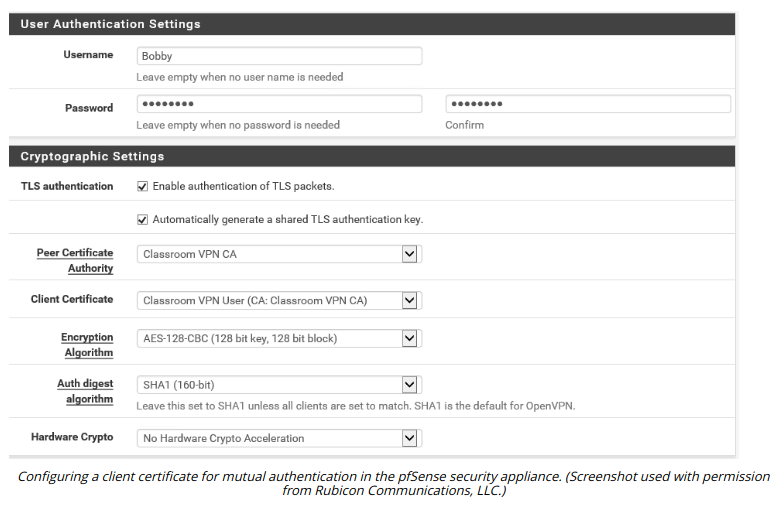 User Authentication Settings
Username
Bobby
Leave empty when no user name is needed
Password
••••••••
••••••••
Leave empty when no password is needed
Confirm
Cryptographic Settings
TLS authentication
Enable authentication of TLS packets.
Automatically generate a shared TLS authentication key.
Peer Certificate
Authority
Classroom VPN CA
Client Certificate
Classroom VPN User (CA: Classroom VPN CA)
Encryption
Algorithm
AES-128-CBC (128 bit key, 128 bit block)
Auth digest
algorithm
SHA1 (160-bit)
Leave this set to SHA1 unless all clients are set to match. SHA1 is the default for OpenVPN.
Hardware Crypto
No Hardware Crypto Acceleration
Configuring a client certificate for mutual authentication in the pfSense security appliance. (Screenshot used with permission
from Rubicon Communications, LLC.)